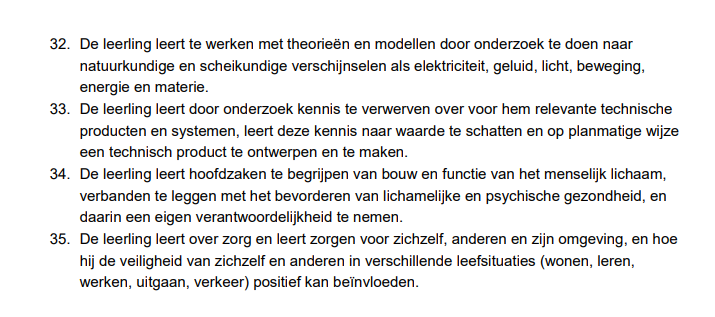 32. De leerling leert te werken met theorieën en modellen door onderzoek te doen naar
natuurkundige en scheikundige verschijnselen als elektriciteit, geluid, licht, beweging,
energie en materie.
33. De leerling leert door onderzoek kennis te verwerven over voor hem relevante technische
producten en systemen, leert deze kennis naar waarde te schatten en op planmatige wijze
een technisch product te ontwerpen en te maken.
34. De leerling leert hoofdzaken te begrijpen van bouw en functie van het menselijk lichaam,
verbanden te leggen met het bevorderen van lichamelijke en psychische gezondheid, en
daarin een eigen verantwoordelijkheid te nemen.
35. De leerling leert over zorg en leert zorgen voor zichzelf, anderen en zijn omgeving, en hoe
hij de veiligheid van zichzelf en anderen in verschillende leefsituaties (wonen, leren,
werken, uitgaan, verkeer) positief kan beïnvloeden.